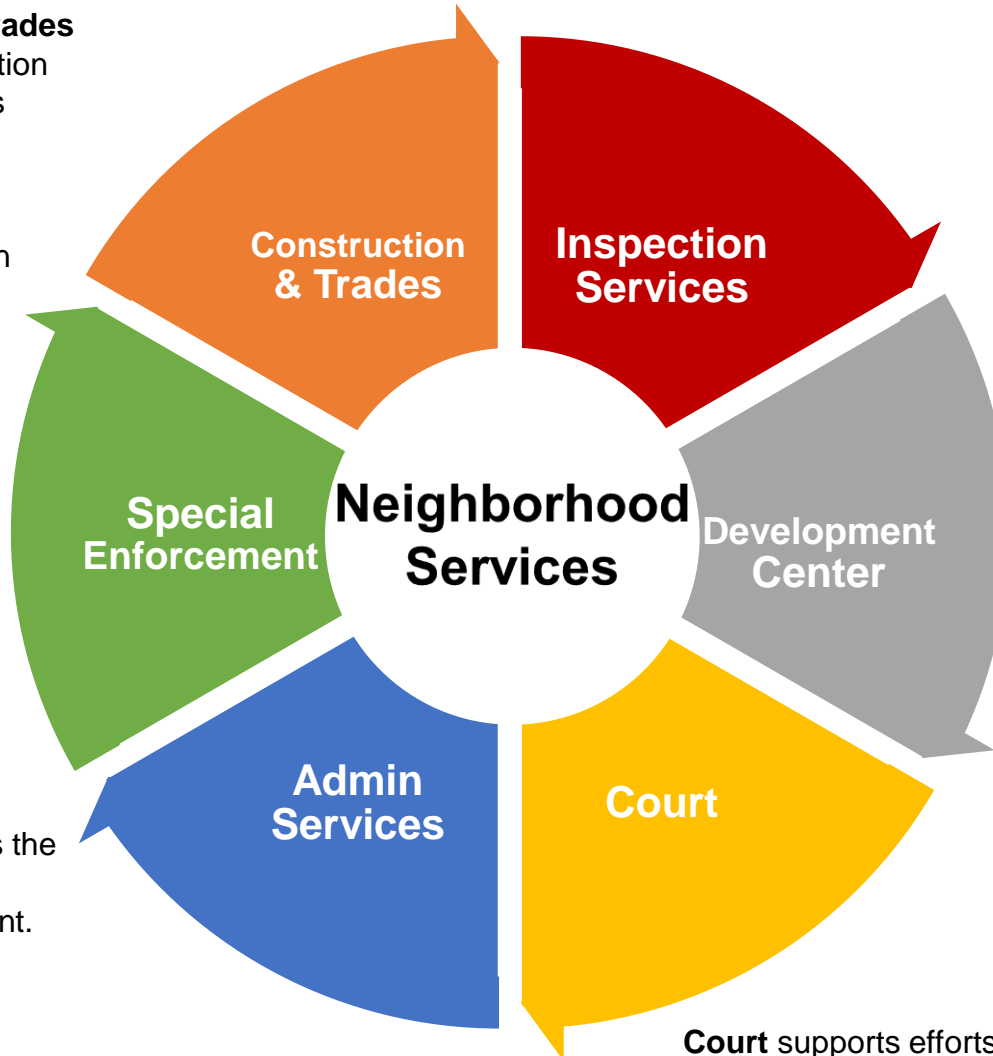 ades
tion
s
n
Construction
& Trades
Inspection
Services
Special
Enforcement
Neighborhood
Services
Development
Center
Admin
Services
Court
s the
nt.
Court supports efforts